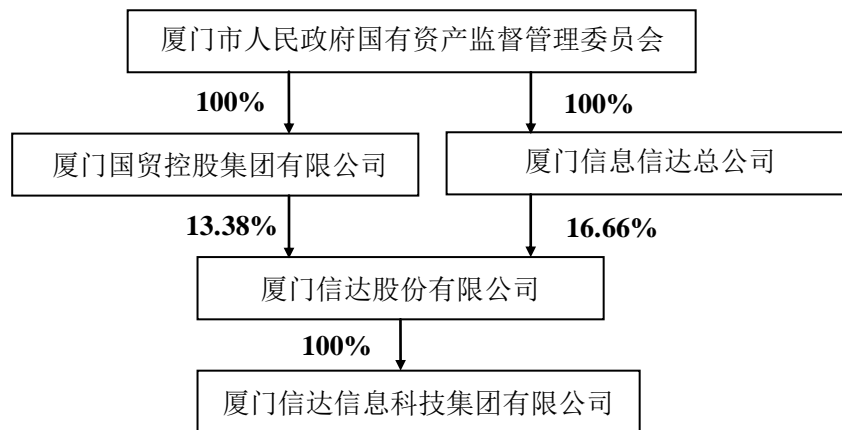 厦门市人民政府国有资产监督管理委员会
100%
100%
厦门国贸控股集团有限公司
厦门信息信达总公司
13.38%
16.66%
厦门信达股份有限公司
100%
厦门信达信息科技集团有限公司